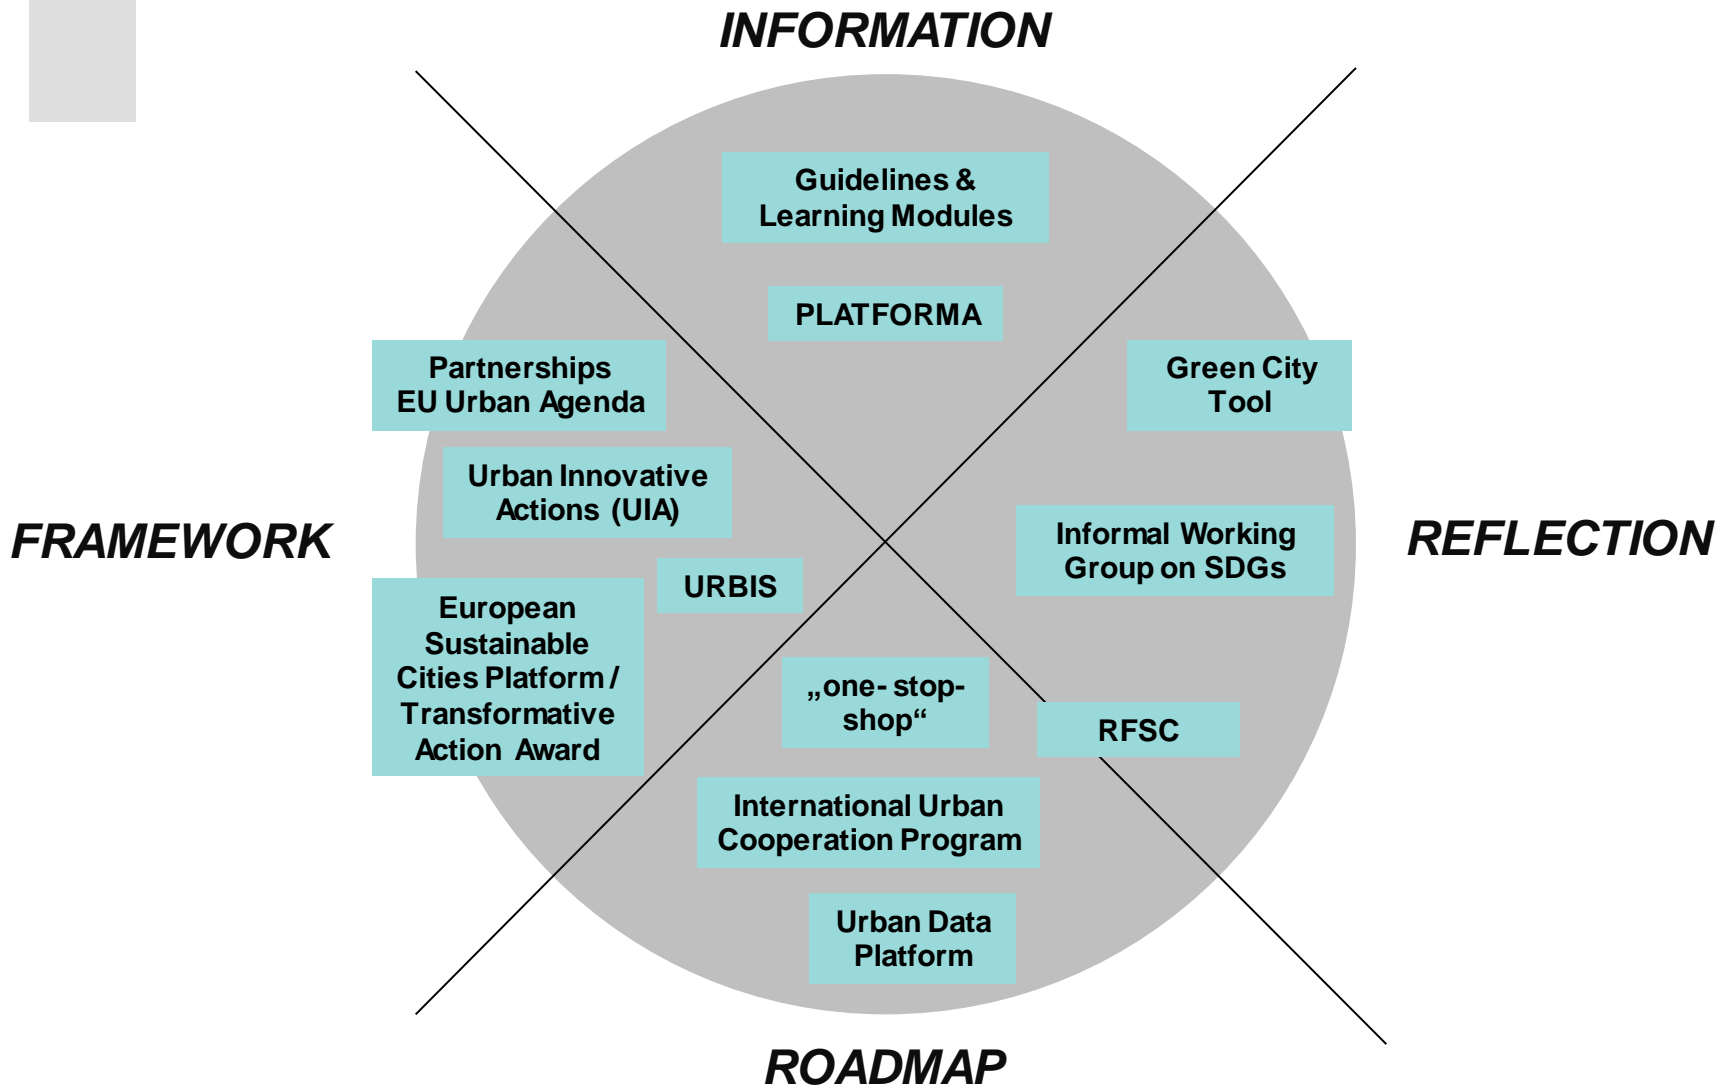 INFORMATION
Guidelines &
Learning Modules
PLATFORMA
Partnerships
EU Urban Agenda
Green City
Tool
Urban Innovative
Actions (UIA)
FRAMEWORK
Informal Working
Group on SDGs
REFLECTION
URBIS
European
Sustainable
Cities Platform /
Transformative
Action Award
„one- stop-
shop“
RFSC
International Urban
Cooperation Program
Urban Data
Platform
ROADMAP